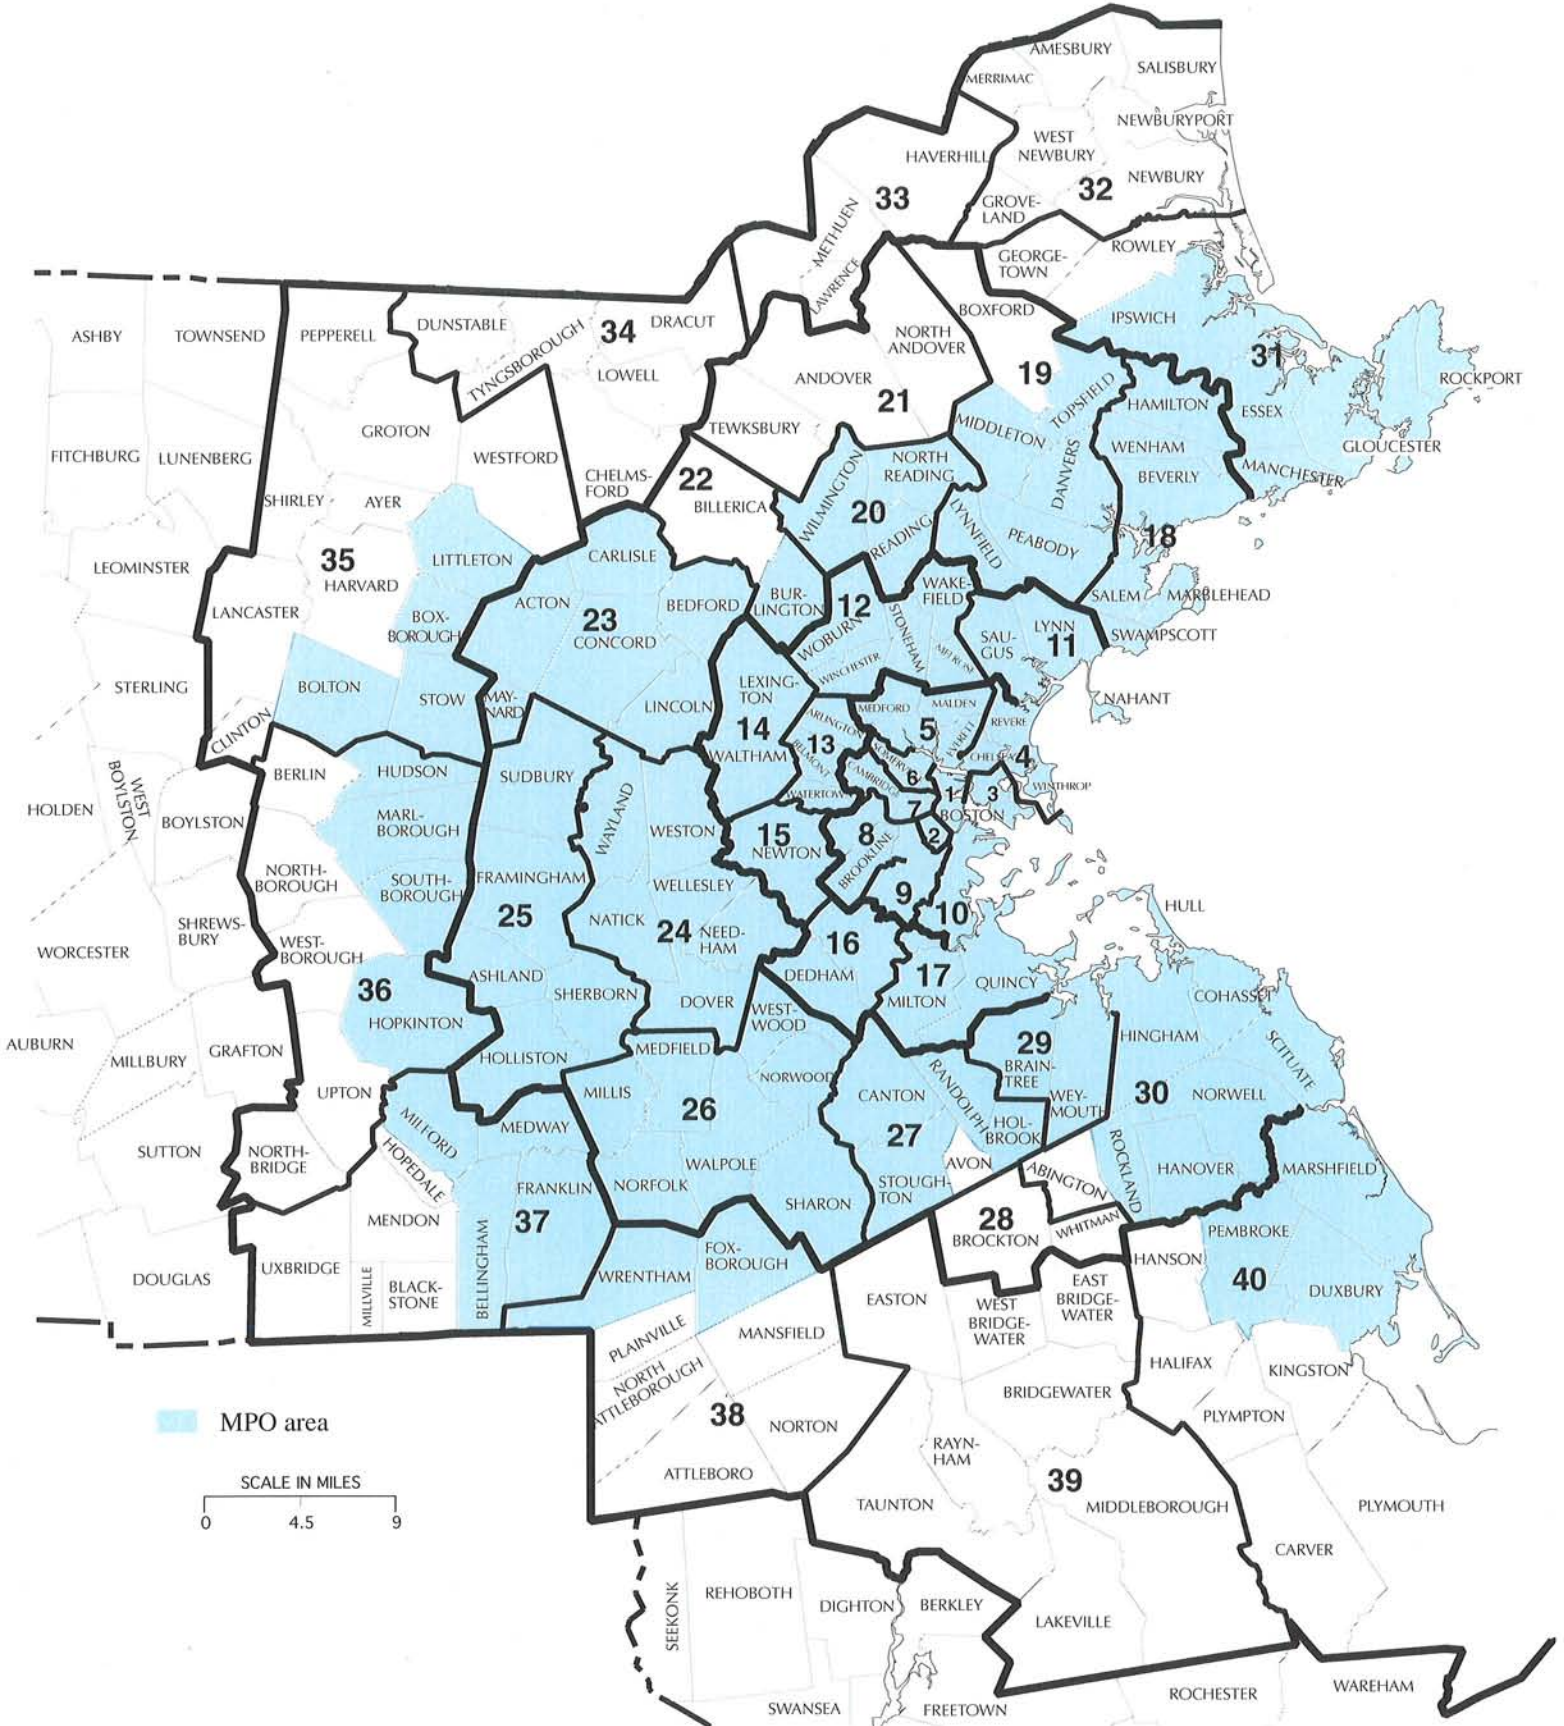 AMESBURY
SALISBURY
MERRIMAC
NEWBURYPORT
WEST
NEWBURY
HAVERHILL
NEWBURY
32
33
GROVE-
LAND
METHUEN
ROWLEY
GEORGE-
TOWN
LAWRENCE
BOXFORD
IPSWICH
ASHBY
TOWNSEND
PEPPERELL
DUNSTABLE
TYNGSBOROUGH
34
DRACUT
NORTH
ANDOVER
31
LOWELL
ANDOVER
19
ROCKPORT
21
TOPSFIELD
HAMILTON
ESSEX
GROTON
TEWKSBURY
MIDDLETON
GLOUCESTER
FITCHBURG
LUNENBERG
WESTFORD
WENHAM
NORTH
READING
DANVERS
BEVERLY
MANCHESTER
CHELMS-
FORD
22
BILLERICA
WILMINGTON
SHIRLEY
AYER
20
LYNNFIELD
18
READING
PEABODY
35
HARVARD
LITTLETON
CARLISLE
LEOMINSTER
WAKE-
FIELD
SALEM
MARBLEHEAD
LANCASTER
ACTON
23
CONCORD
BEDFORD
BUR-
LINGTON
12
BOX-
BOROUGH
WOBURN
STONEHAM
SAU-
GUS
LYNN
11
SWAMPSCOTT
WINCHESTER
MELROSE
STERLING
BOLTON
STOW
MAY-
NARD
LINCOLN
LEXING-
TON
NAHANT
MEDFORD
MALDEN
REVERE
CLINTON
14
ARLINGTON
13
5
EVERETT
WALTHAM
BELMONT
SOMERVILLE
CHELSEA
4
BERLIN
HUDSON
SUDBURY
CAMBRIDGE
6
WINTHROP
WATERTOWN
1
3
HOLDEN
WEST
BOYLSTON
BOYLSTON
MARL-
BOROUGH
WAYLAND
WESTON
7
BOSTON
15
NEWTON
8
BROOKLINE
2
NORTH-
BOROUGH
SOUTH-
BOROUGH
FRAMINGHAM
WELLESLEY
9
25
NATICK
24
NEED-
HAM
10
HULL
SHREWS-
BURY
WORCESTER
WEST-
BOROUGH
16
DEDHAM
17
MILTON
QUINCY
36
HOPKINTON
ASHLAND
SHERBORN
DOVER
WEST-
WOOD
COHASSET
AUBURN
MILLBURY
GRAFTON
HOLLISTON
MEDFIELD
29
BRAIN-
TREE
HINGHAM
SCITUATE
UPTON
MILLIS
NORWOOD
CANTON
RANDOLPH
WEY-
MOUTH
30
NORWELL
26
MILFORD
MEDWAY
27
HOL-
BROOK
SUTTON
NORTH-
BRIDGE
HOPEDALE
WALPOLE
AVON
ROCKLAND
HANOVER
MARSHFIELD
FRANKLIN
NORFOLK
STOUGH-
TON
ABINGTON
SHARON
MENDON
37
28
BROCKTON
WHITMAN
PEMBROKE
UXBRIDGE
BELLINGHAM
FOX-
BOROUGH
WRENTHAM
HANSON
DOUGLAS
MILLVILLE
BLACK-
STONE
40
EASTON
EAST
BRIDGE-
WATER
DUXBURY
WEST
BRIDGE-
WATER
PLAINVILLE
MANSFIELD
HALIFAX
KINGSTON
NORTH
ATTLEBOROUGH
BRIDGEWATER
38
NORTON
PLYMPTON
MPO area
RAYN-
HAM
ATTLEBORO
39
SCALE IN MILES
TAUNTON
MIDDLEBOROUGH
PLYMOUTH
0 4.5 9
CARVER
SEEKONK
REHOBOTH
DIGHTON
BERKLEY
LAKEVILLE
SWANSEA
FREETOWN
ROCHESTER
WAREHAM